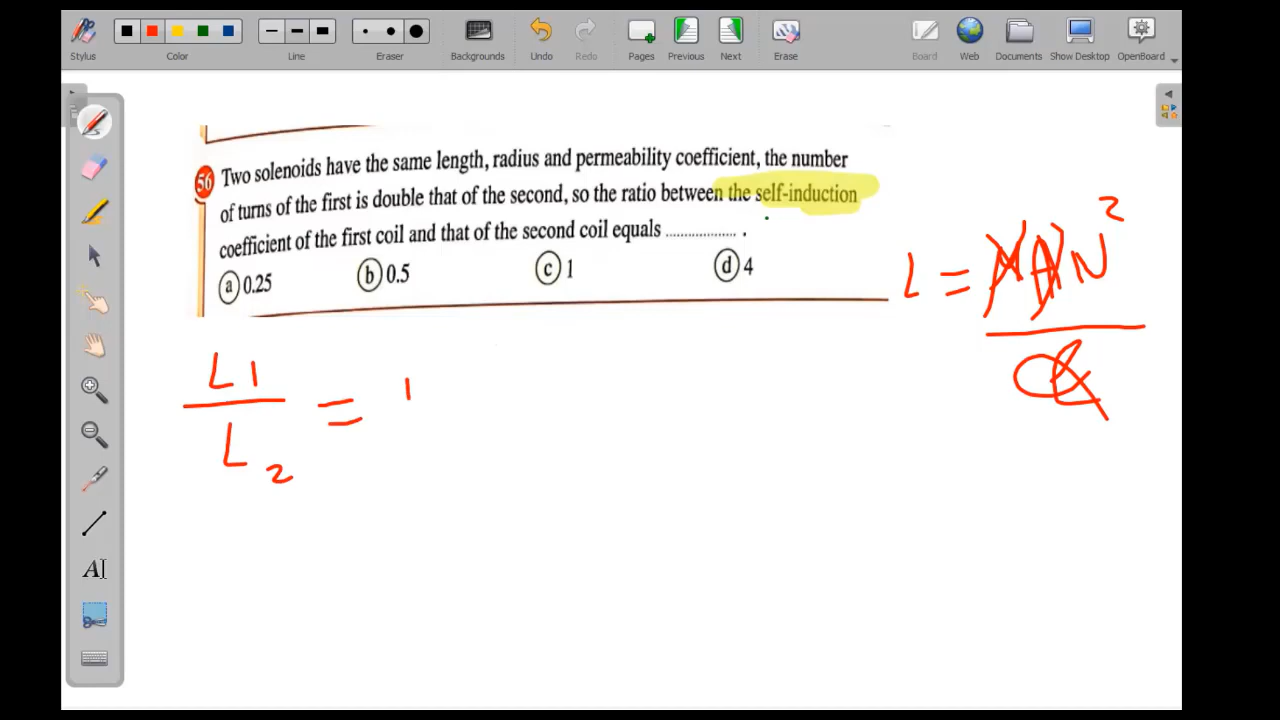 Stylus Color Line Eraser Backgrounds Undo Redo Pages Previous Next Erase Board Web Documents Show Desktop OpenBoard
56 Two solenoids have the same length, radius and permeability coefficient, the number
of turns of the first is double that of the second, so the ratio between the self-induction
coefficient of the first coil and that of the second coil equals ................... .
a 0.25 b 0.5 c 1 d 4
L = MAN²
L1
=
L2